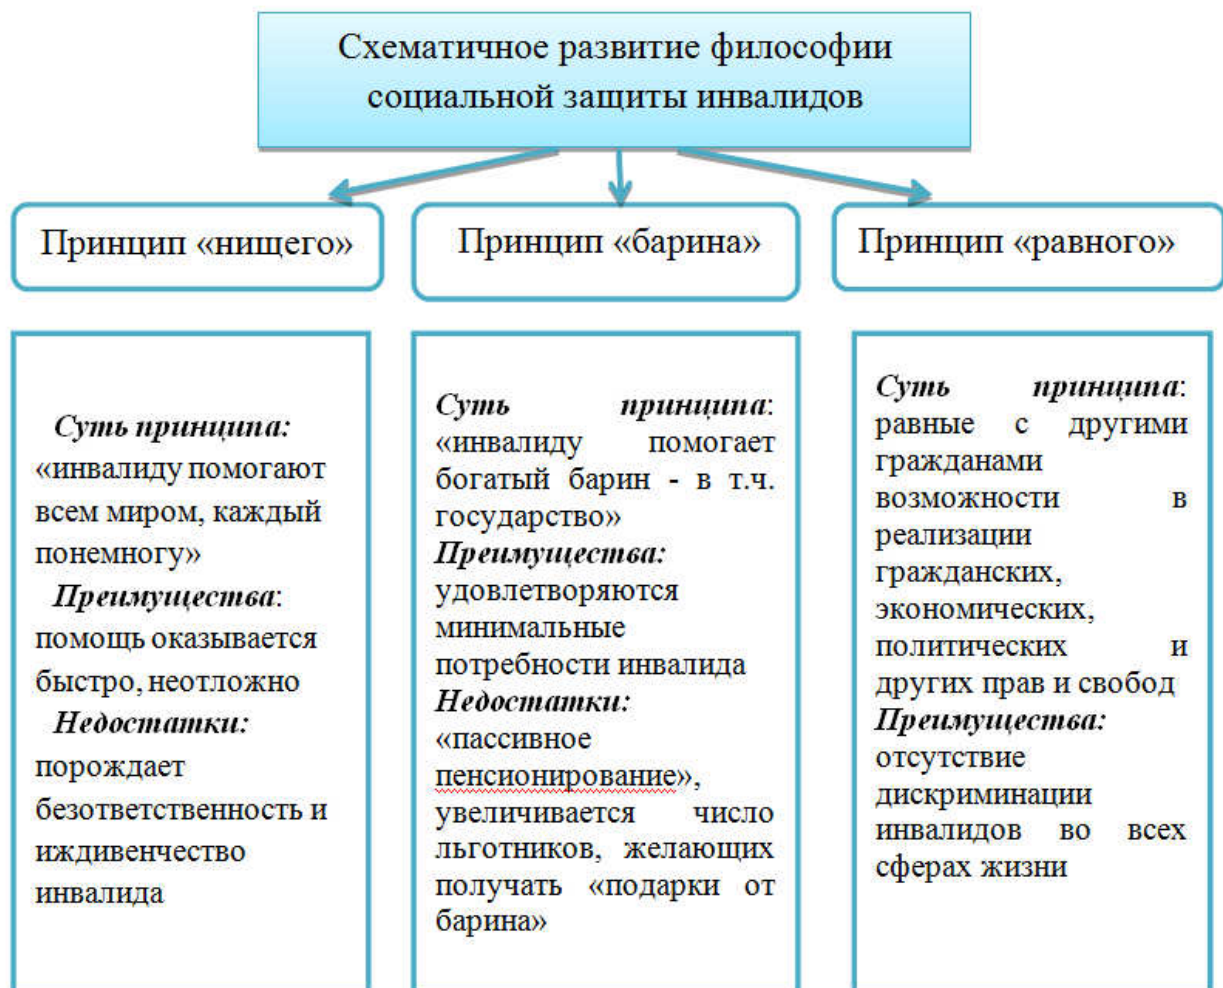 Схематичное развитие философии
социальной защиты инвалидов
Принцип «нищего»
Принцип «барина»
Принцип «равного»
Суть принципа:
«инвалиду помогают
всем миром, каждый
понемногу»
Преимущества:
помощь оказывается
быстро, неотложно
Недостатки:
порождает
безответственность и
иждивенчество
инвалида
Суть принципа:
«инвалиду помогает
богатый барин - в т.ч.
государство»
Преимущества:
удовлетворяются
минимальные
потребности инвалида
Недостатки:
«пассивное
пенсионирование»,
увеличивается число
льготников, желающих
получать «подарки от
барина»
Суть принципа:
равные с другими
гражданами
возможности в
реализации
гражданских,
экономических,
политических и
других прав и свобод
Преимущества:
отсутствие
дискриминации
инвалидов во всех
сферах жизни